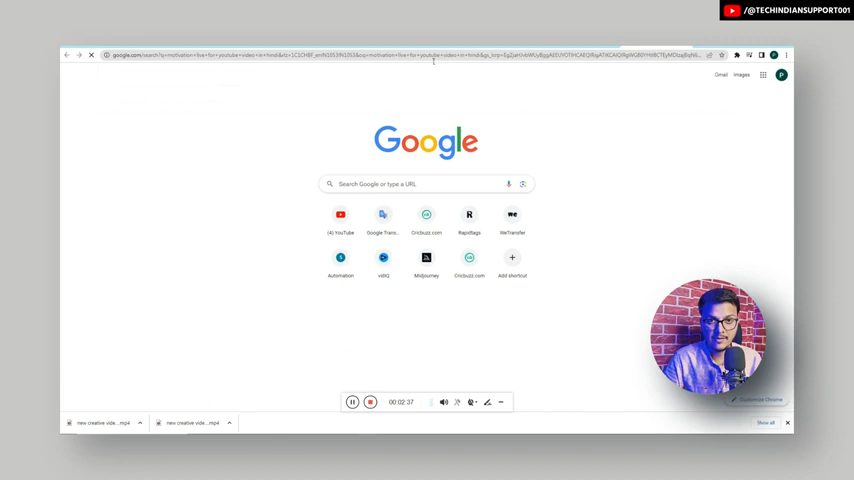 /@TECHINDIANSUPPORT001
Gmail Images
P
Google
Search Google or type a URL
(4) YouTube
Google Trans...
Cricbuzz.com
Rapidtags
WeTransfer
Automation
vidIQ
Midjourney
Cricbuzz.com
Add shortcut
00:02:37
Customize Chrome
new creative vide....mp4
new creative vide....mp4
Show all